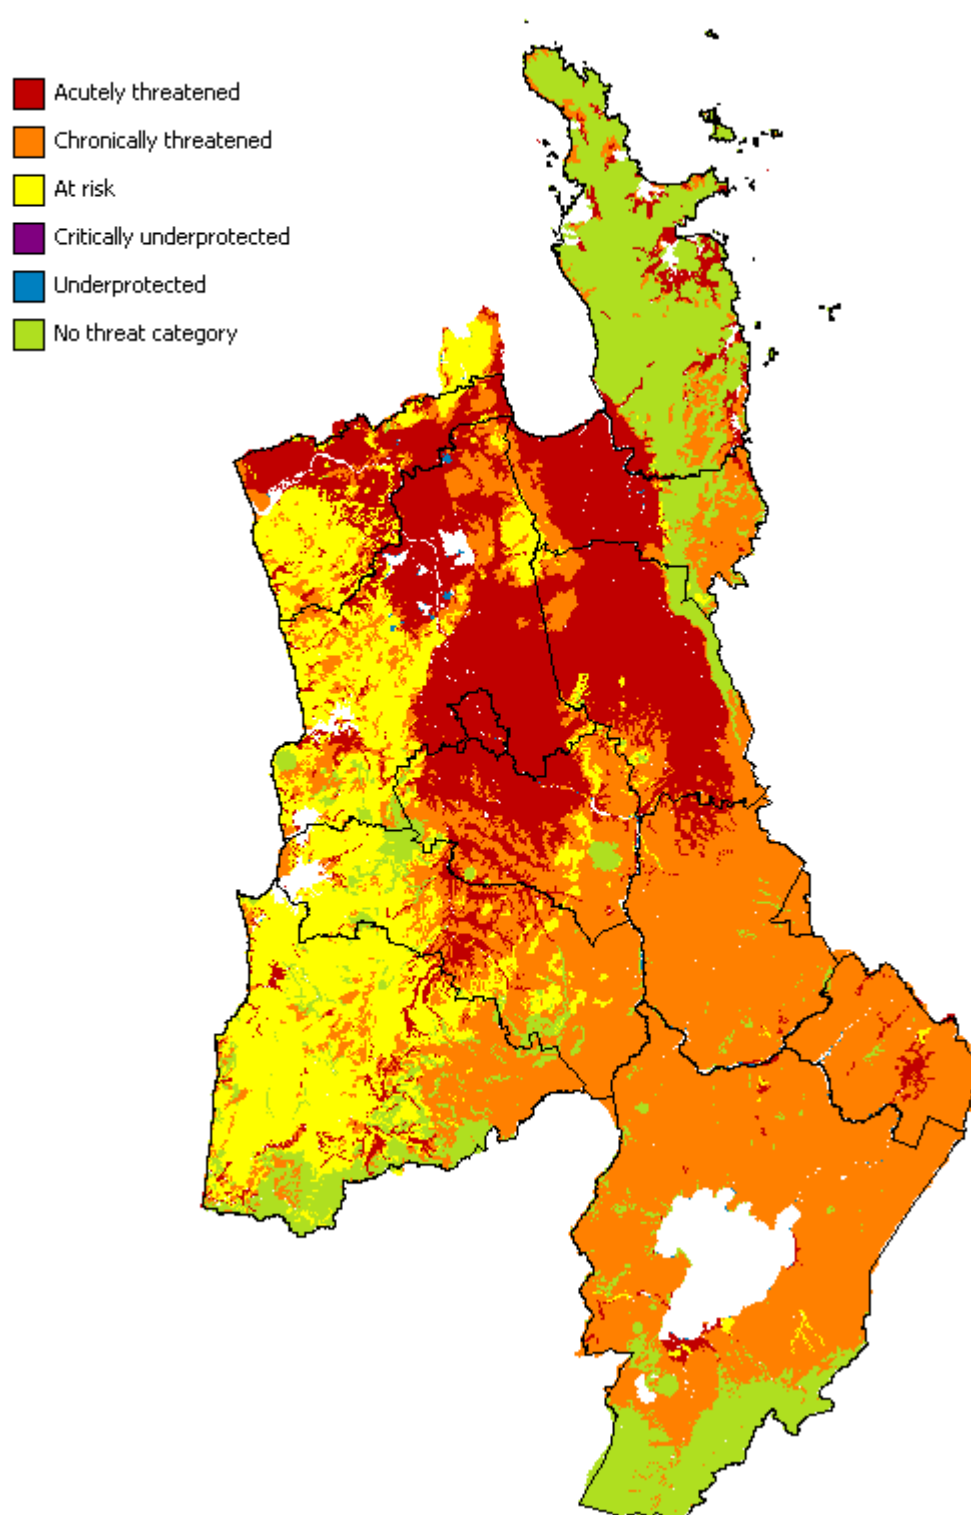 Acutely threatened
Chronically threatened
At risk
Critically underprotected
Underprotected
No threat category